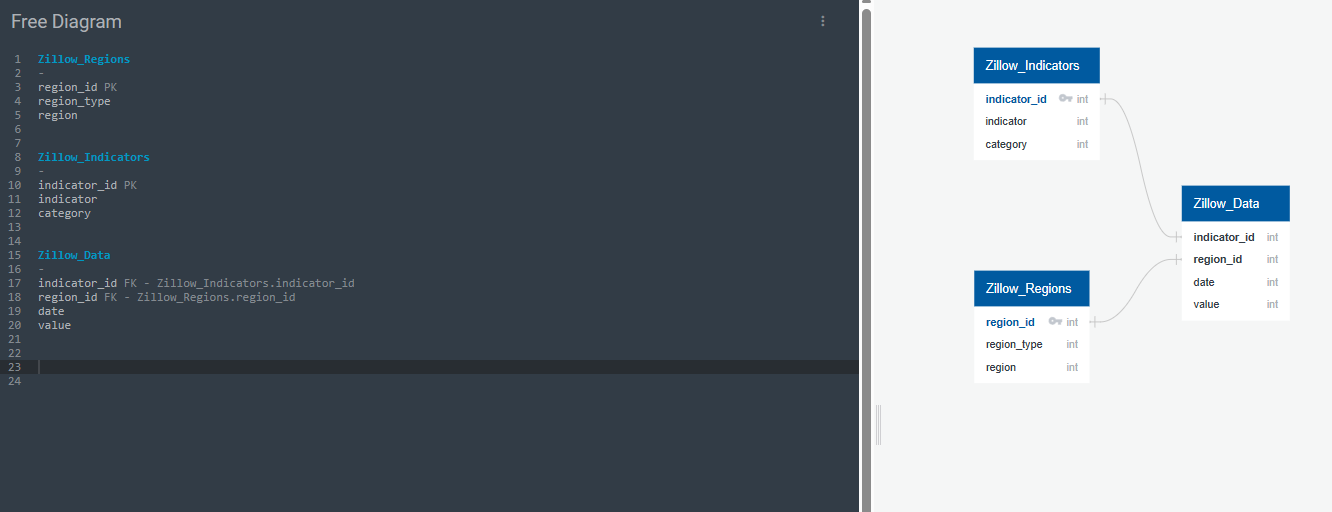 Free Diagram
1 Zillow_Regions
2 -
3 region_id PK
4 region_type
5 region
6
7
8 Zillow_Indicators
9 -
10 indicator_id PK
11 indicator
12 category
13
14
15 Zillow_Data
16 -
17 indicator_id FK - Zillow_Indicators.indicator_id
18 region_id FK - Zillow_Regions.region_id
19 date
20 value
21
22
23
24
Zillow_Indicators
indicator_id int
indicator int
category int
Zillow_Data
indicator_id int
region_id int
date int
value int
Zillow_Regions
region_id int
region_type int
region int